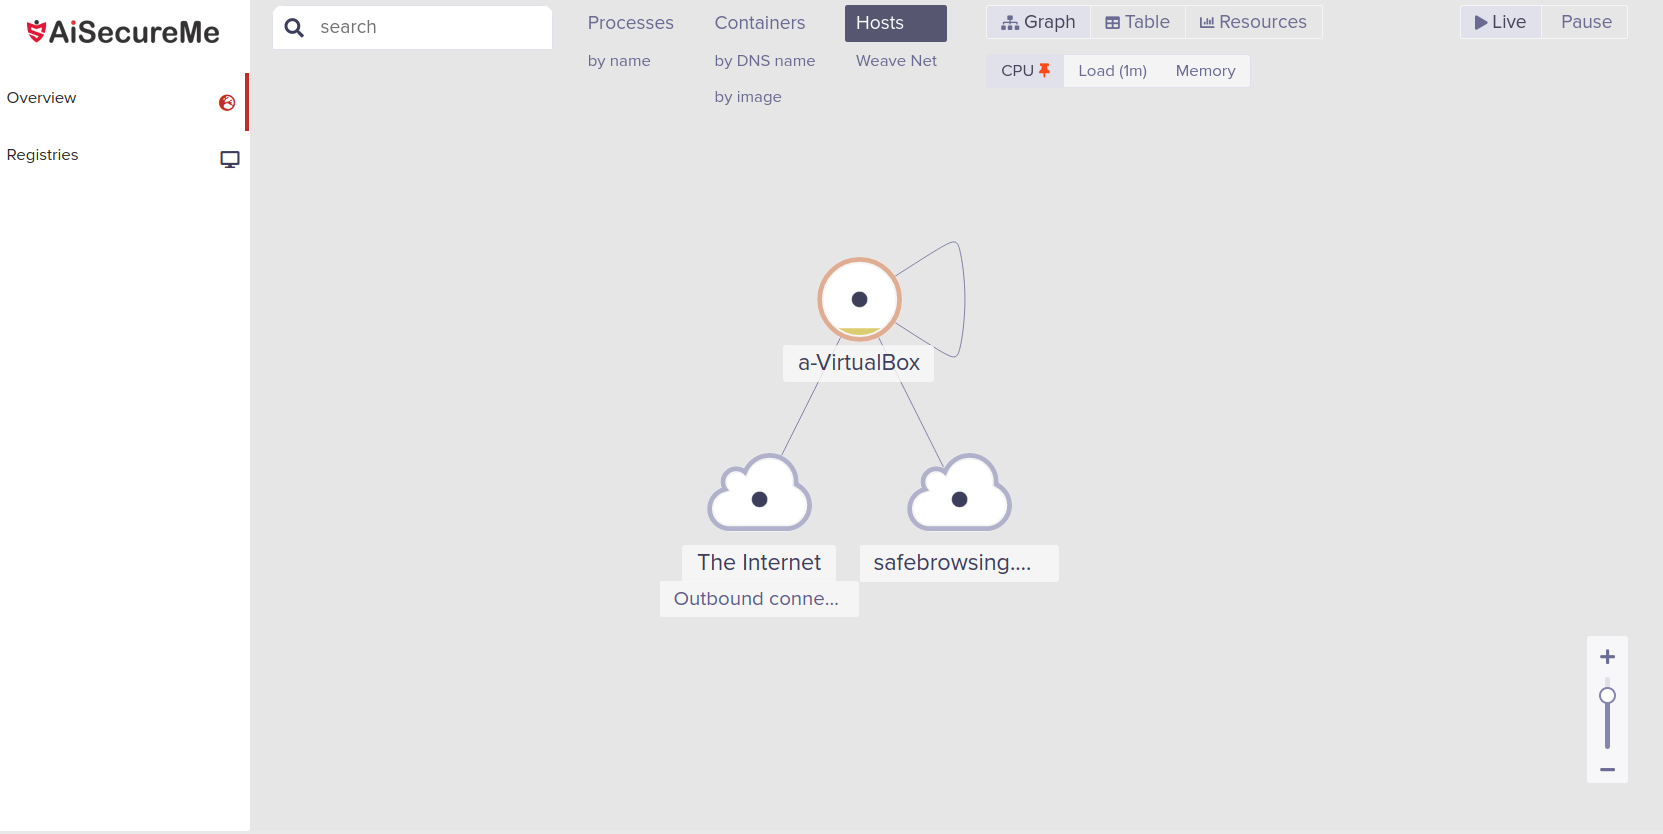 AiSecureMe
Overview
Registries
search
Processes
by name
Containers
by DNS name
by image
Hosts
Weave Net
Graph
Table
Resources
CPU
Load (1m)
Memory
Live
Pause
a-VirtualBox
The Internet
Outbound conne...
safebrowsing....